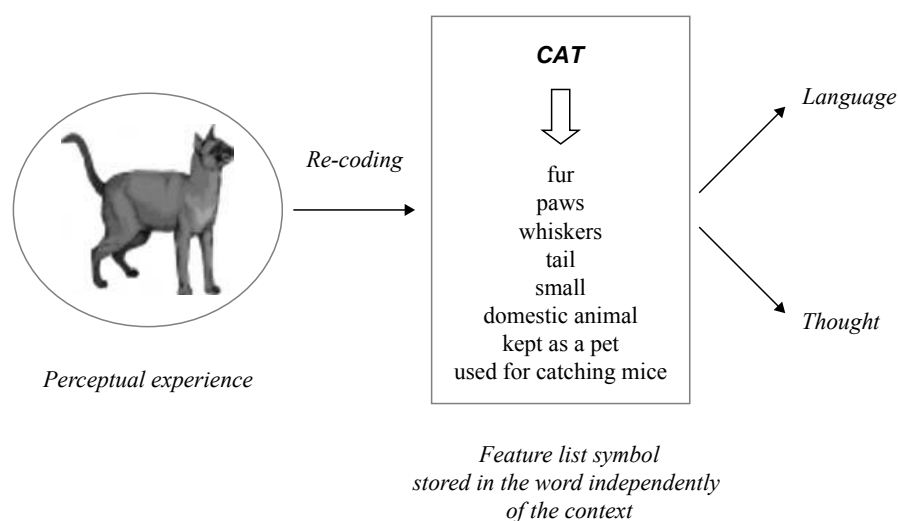 CAT
Language
Re-coding
fur
paws
whiskers
tail
small
domestic animal
kept as a pet
used for catching mice
Thought
Perceptual experience
Feature list symbol
stored in the word independently
of the context